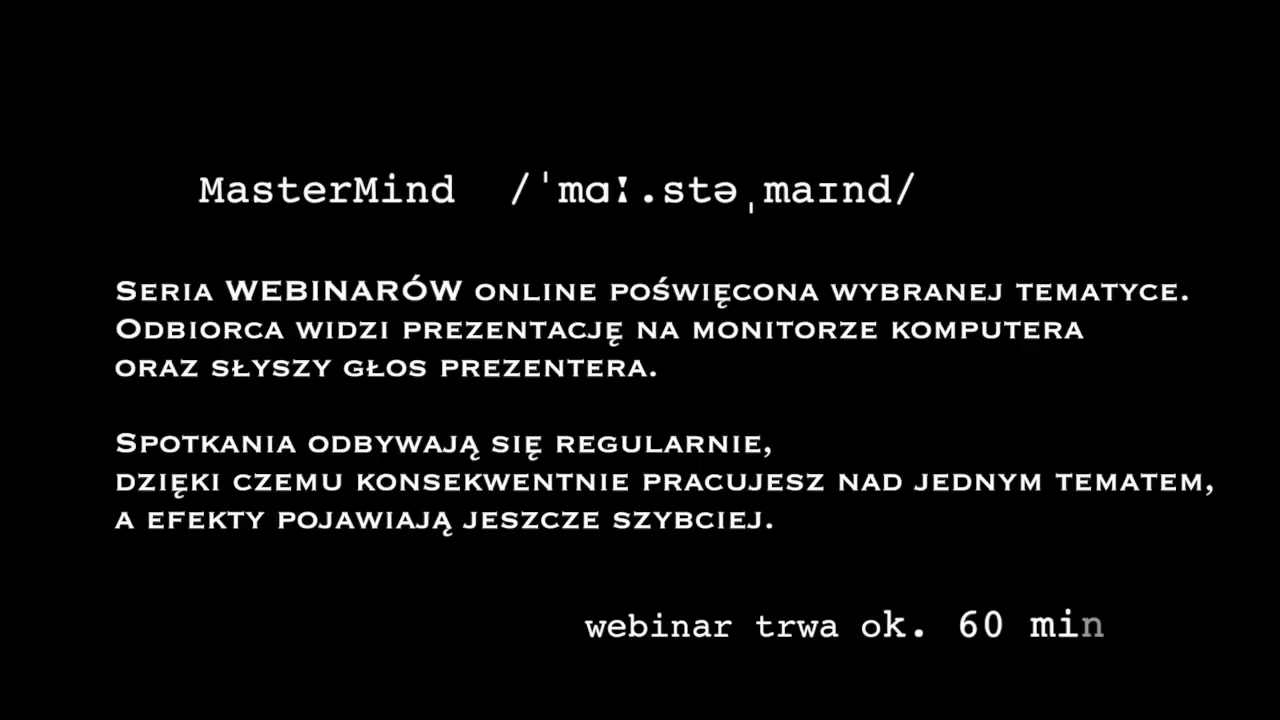 MasterMind /ˈmɑː.stəˌmaɪnd/
Seria WEBINARÓW online poświęcona wybranej tematyce.
Odbiorca widzi prezentację na monitorze komputera
oraz słyszy głos prezentera.
Spotkania odbywają się regularnie,
dzięki czemu konsekwentnie pracujesz nad jednym tematem,
a efekty pojawiają jeszcze szybciej.
webinar trwa ok. 60 min